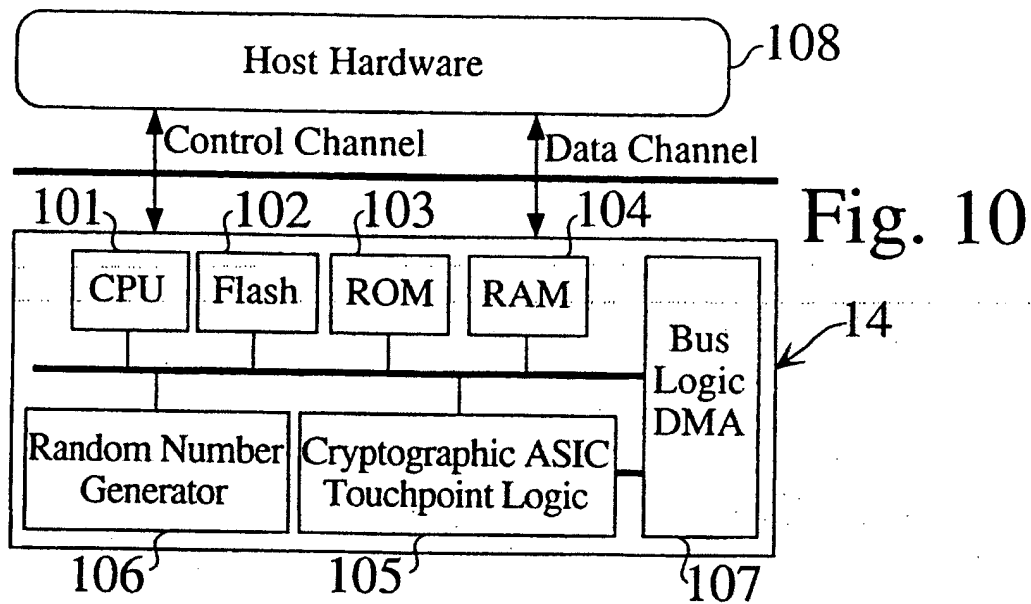 Host Hardware
108
Control Channel
Data Channel
101
102
103
104
Fig. 10
CPU
Flash
ROM
RAM
Bus
Logic
DMA
14
Random Number
Generator
Cryptographic ASIC
Touchpoint Logic
106
105
107